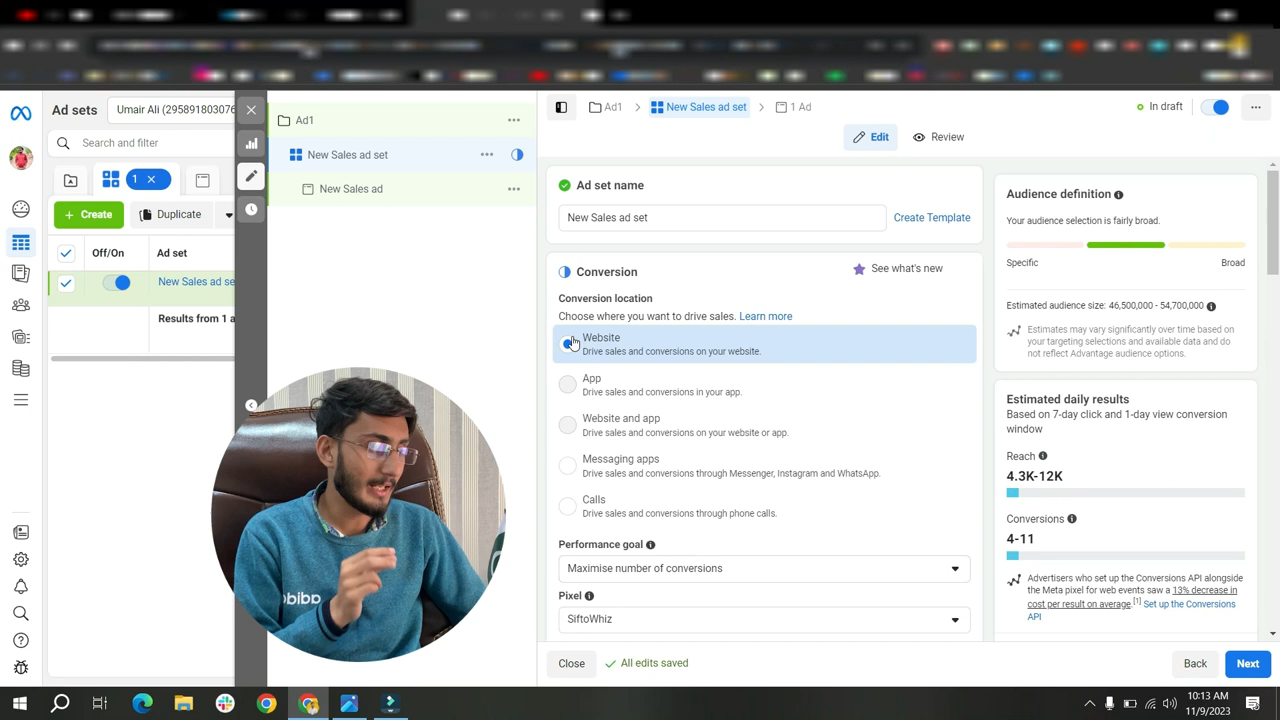 Ad sets
Umair Ali (295891803076
Search and filter
1
Create
Duplicate
Off/On
Ad set
New Sales ad se
Results from 1 a
Ad1
New Sales ad set
New Sales ad
Ad1
New Sales ad set
1 Ad
In draft
Edit
Review
Ad set name
New Sales ad set
Create Template
Conversion
See what's new
Conversion location
Choose where you want to drive sales. Learn more
Website
Drive sales and conversions on your website.
App
Drive sales and conversions in your app.
Website and app
Drive sales and conversions on your website or app.
Messaging apps
Drive sales and conversions through Messenger, Instagram and WhatsApp.
Calls
Drive sales and conversions through phone calls.
Performance goal
Maximise number of conversions
Pixel
SiftoWhiz
Close
All edits saved
Back
Next
Audience definition
Your audience selection is fairly broad.
Specific
Broad
Estimated audience size: 46,500,000 - 54,700,000
Estimates may vary significantly over time based on
your targeting selections and available data and do
not reflect Advantage audience options.
Estimated daily results
Based on 7-day click and 1-day view conversion
window
Reach
4.3K-12K
Conversions
4-11
Advertisers who set up the Conversions API alongside
the Meta pixel for web events saw a 13% decrease in
cost per result on average.[1] Set up the Conversions
API
10:13 AM
11/9/2023